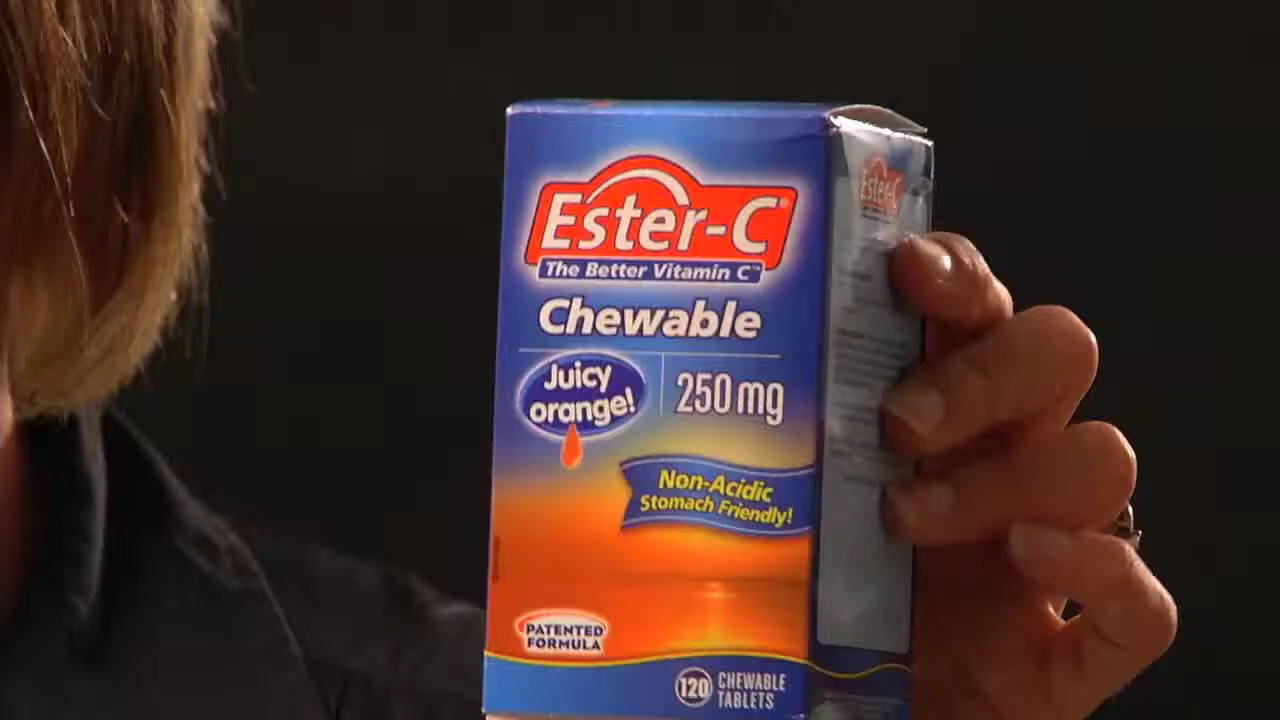 Ester-C®
The Better Vitamin C™
Chewable
Juicy
orange!
250 mg
Non-Acidic
Stomach Friendly!
PATENTED
FORMULA
120 CHEWABLE
TABLETS
Ester-C